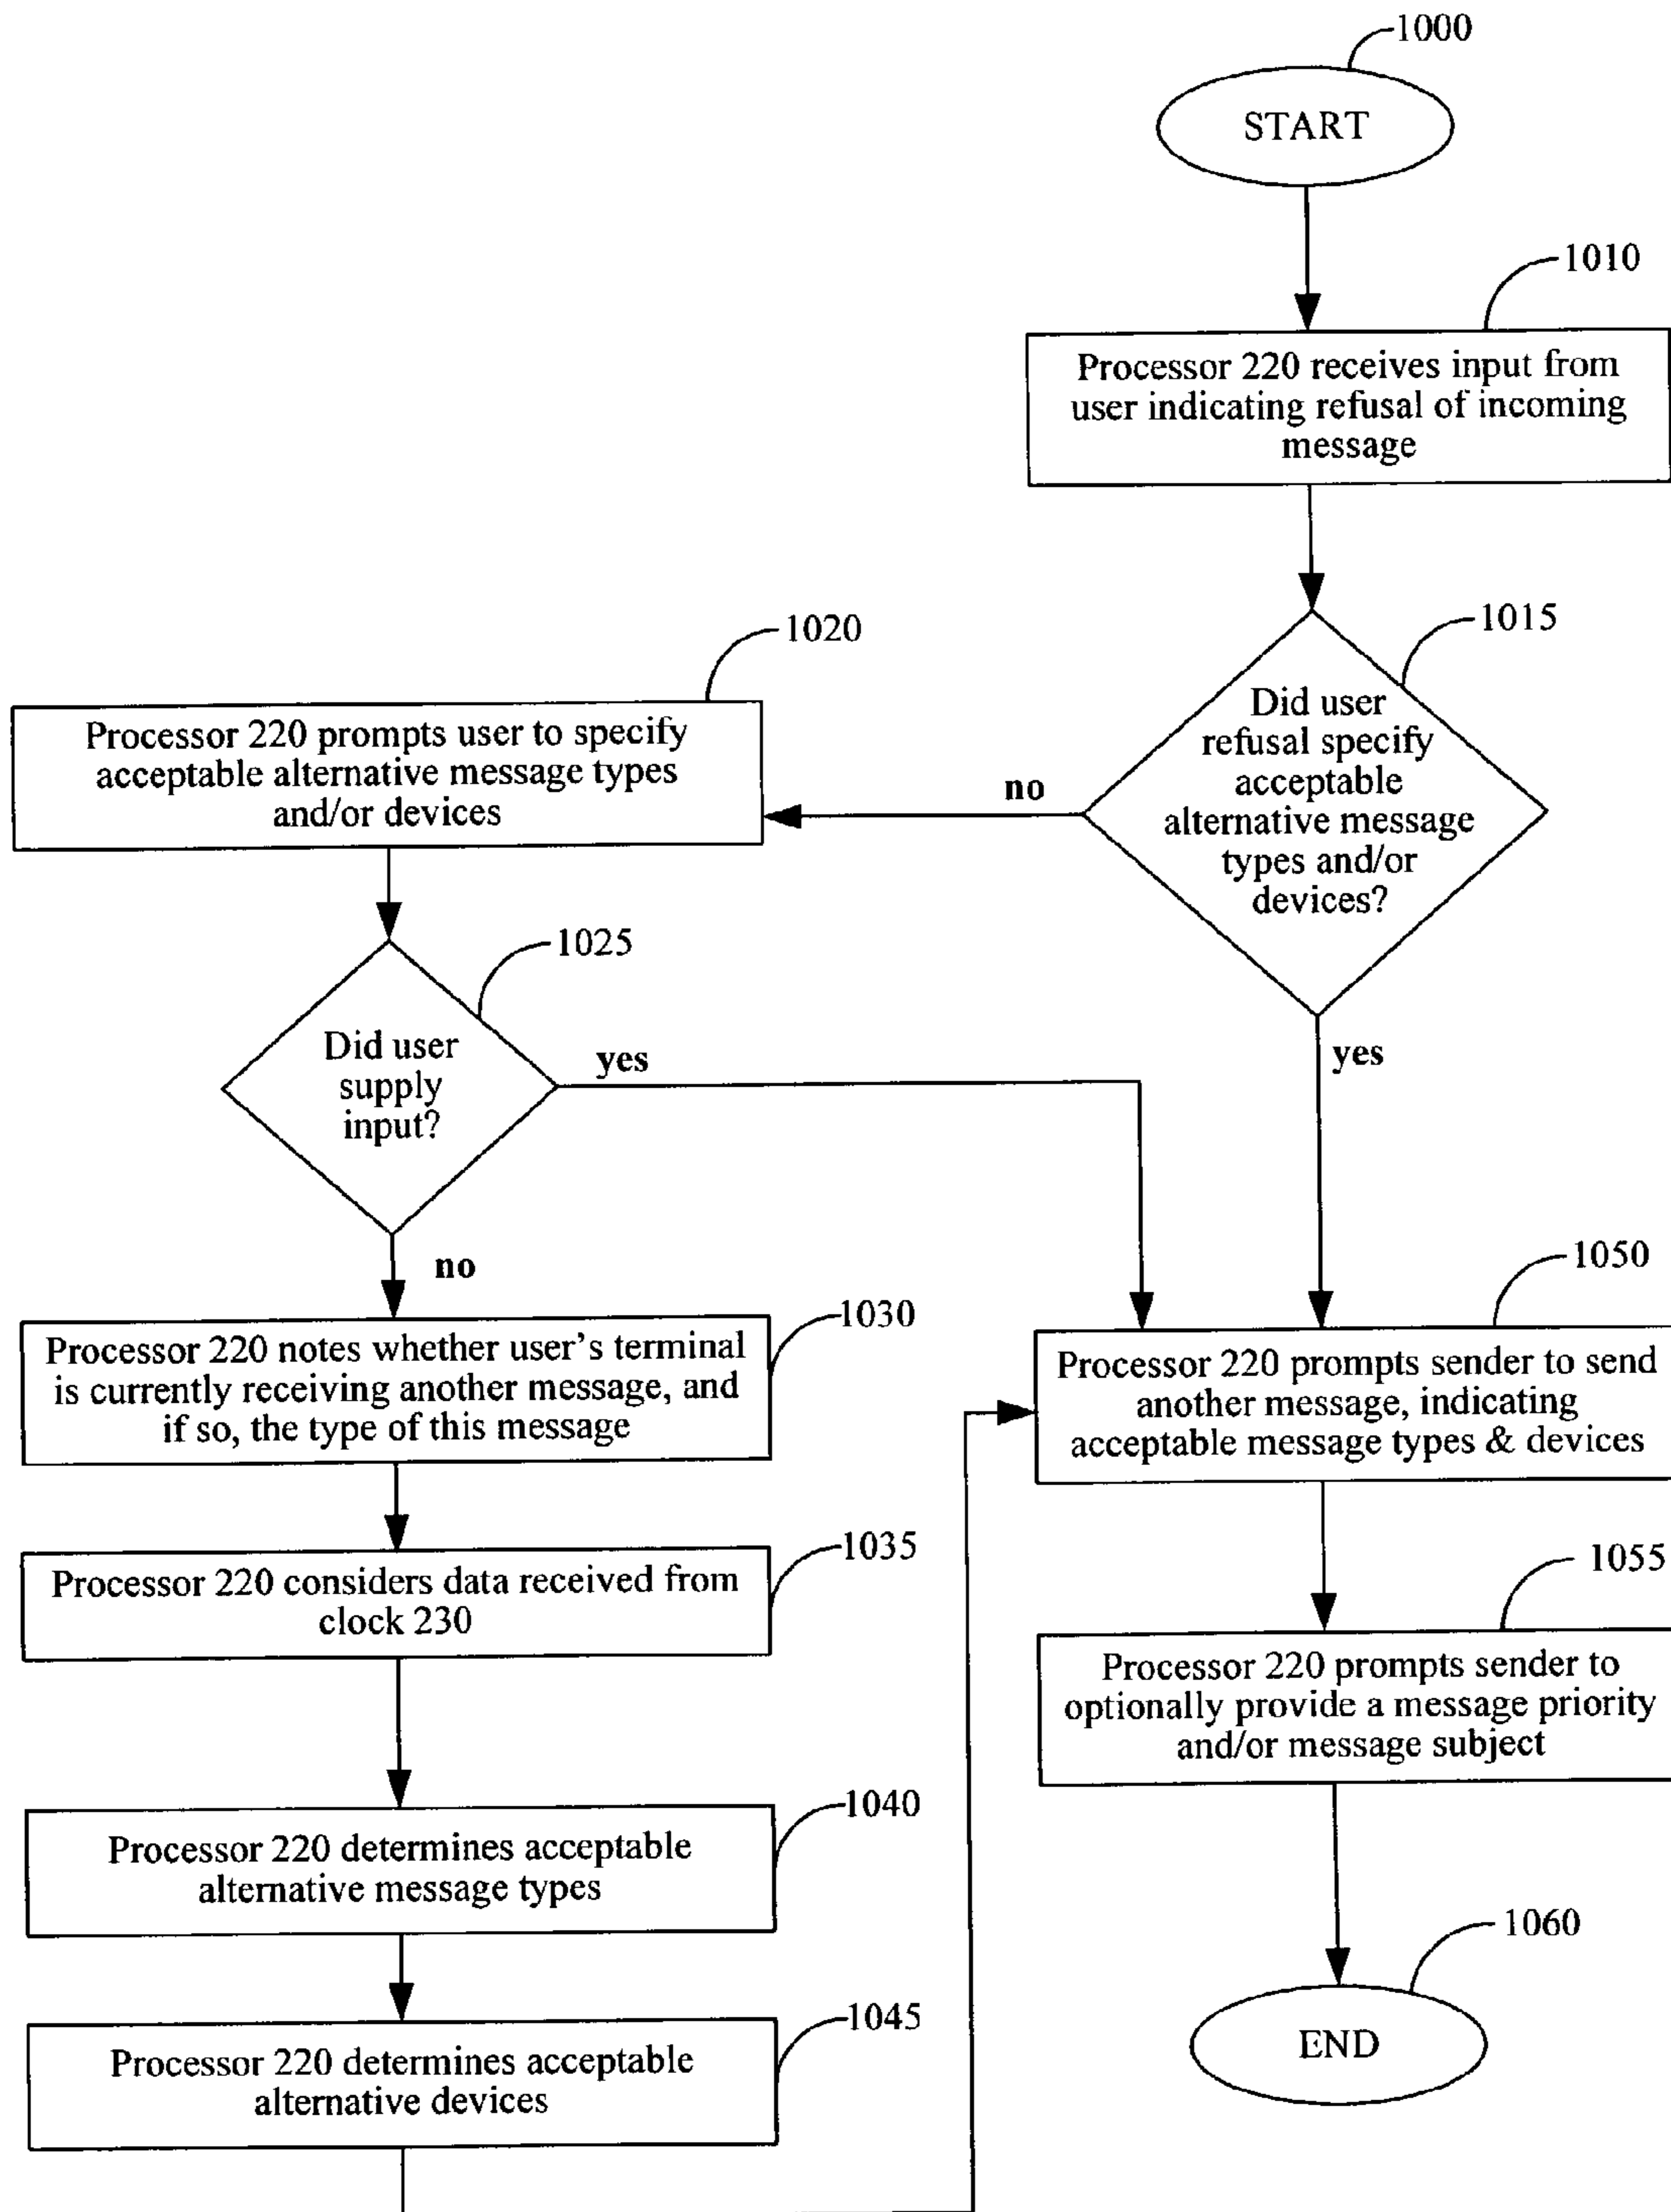 1000
START
1010
Processor 220 receives input from
user indicating refusal of incoming
message
1015
Did user
refusal specify
acceptable
alternative message
types and/or
devices?
no
yes
1020
Processor 220 prompts user to specify
acceptable alternative message types
and/or devices
1025
Did user
supply
input?
yes
no
1030
Processor 220 notes whether user's terminal
is currently receiving another message, and
if so, the type of this message
1035
Processor 220 considers data received from
clock 230
1040
Processor 220 determines acceptable
alternative message types
1045
Processor 220 determines acceptable
alternative devices
1050
Processor 220 prompts sender to send
another message, indicating
acceptable message types & devices
1055
Processor 220 prompts sender to
optionally provide a message priority
and/or message subject
1060
END